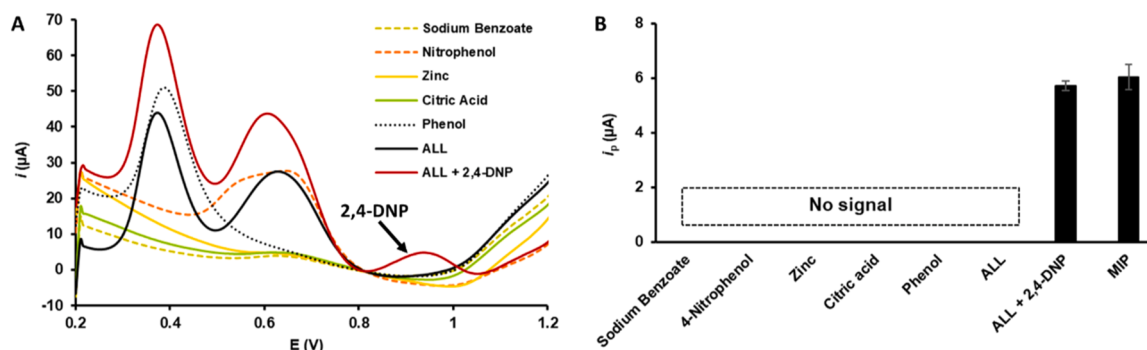 A
70
60
50
40
30
20
10
0
-10
i (µA)
0.2
0.4
0.6
0.8
1
1.2
E (V)
Sodium Benzoate
Nitrophenol
Zinc
Citric Acid
Phenol
ALL
ALL + 2,4-DNP
2,4-DNP
B
8
6
4
2
0
ip (µA)
No signal
Sodium Benzoate
4-Nitrophenol
Zinc
Citric acid
Phenol
ALL
ALL + 2,4-DNP
MIP